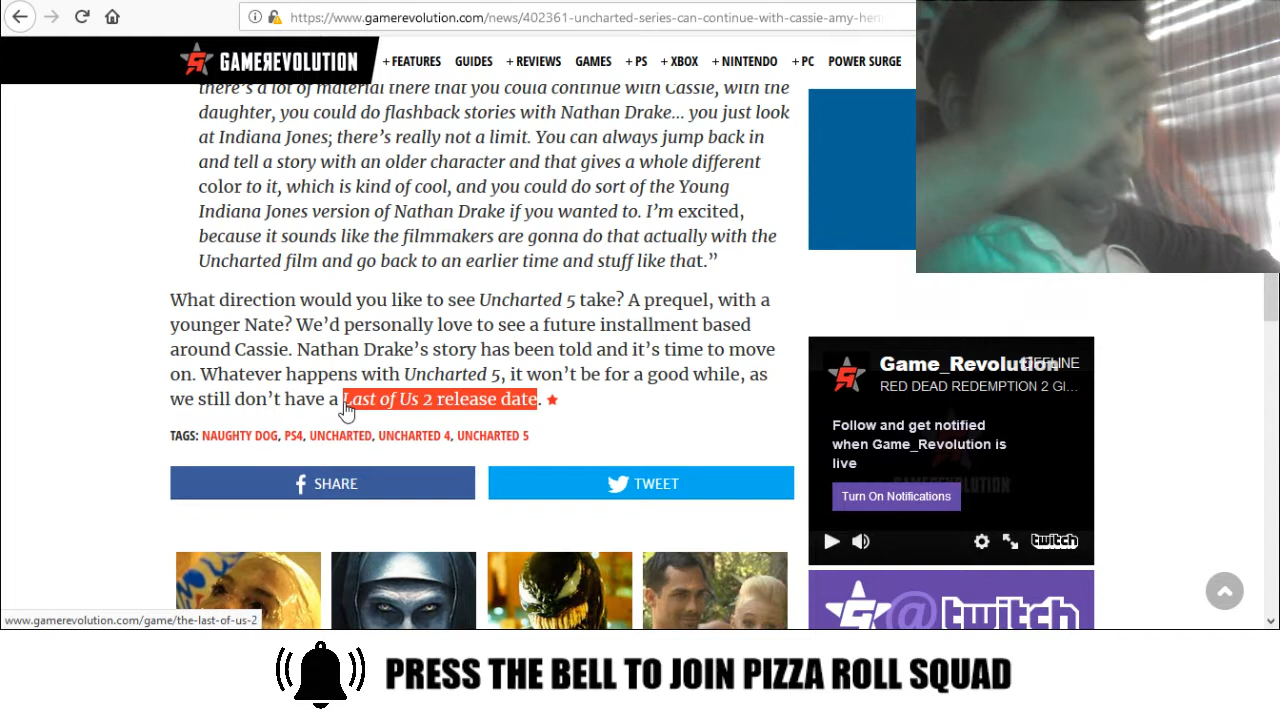 https://www.gamerevolution.com/news/402361-uncharted-series-can-continue-with-cassie-amy-hen
GAMEREVOLUTION
+ FEATURES GUIDES + REVIEWS GAMES + PS + XBOX + NINTENDO + PC POWER SURGE
there's a lot of material there that you could continue with Cassie, with the
daughter, you could do flashback stories with Nathan Drake… you just look
at Indiana Jones; there's really not a limit. You can always jump back in
and tell a story with an older character and that gives a whole different
color to it, which is kind of cool, and you could do sort of the Young
Indiana Jones version of Nathan Drake if you wanted to. I'm excited,
because it sounds like the filmmakers are gonna do that actually with the
Uncharted film and go back to an earlier time and stuff like that."
What direction would you like to see Uncharted 5 take? A prequel, with a
younger Nate? We'd personally love to see a future installment based
around Cassie. Nathan Drake's story has been told and it's time to move
on. Whatever happens with Uncharted 5, it won't be for a good while, as
we still don't have a Last of Us 2 release date.
TAGS: NAUGHTY DOG, PS4, UNCHARTED, UNCHARTED 4, UNCHARTED 5
SHARE
TWEET
Game_Revolution
OFFLINE
RED DEAD REDEMPTION 2 GI...
Follow and get notified
when Game_Revolution is
live
Turn On Notifications
twitch
@twitch
www.gamerevolution.com/game/the-last-of-us-2
PRESS THE BELL TO JOIN PIZZA ROLL SQUAD